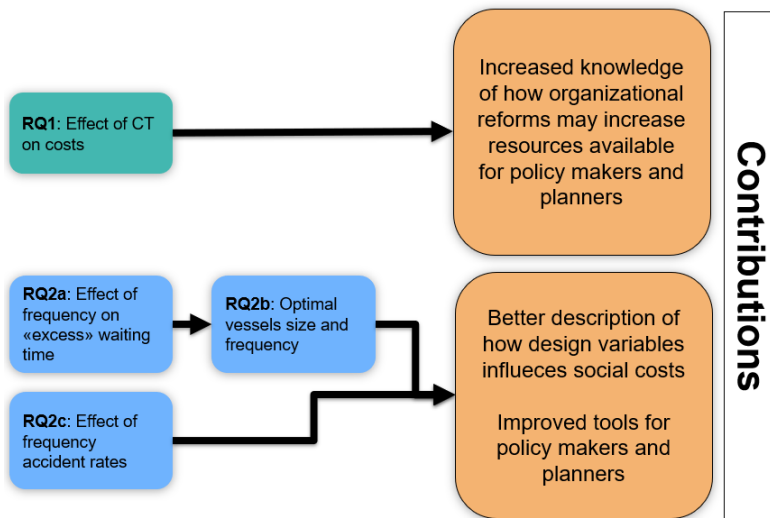 RQ1: Effect of CT
on costs
Increased knowledge
of how organizational
reforms may increase
resources available
for policy makers and
planners
RQ2a: Effect of
frequency on
«excess» waiting
time
RQ2b: Optimal
vessels size and
frequency
RQ2c: Effect of
frequency
accident rates
Better description of
how design variables
influeces social costs
Improved tools for
policy makers and
planners
Contributions